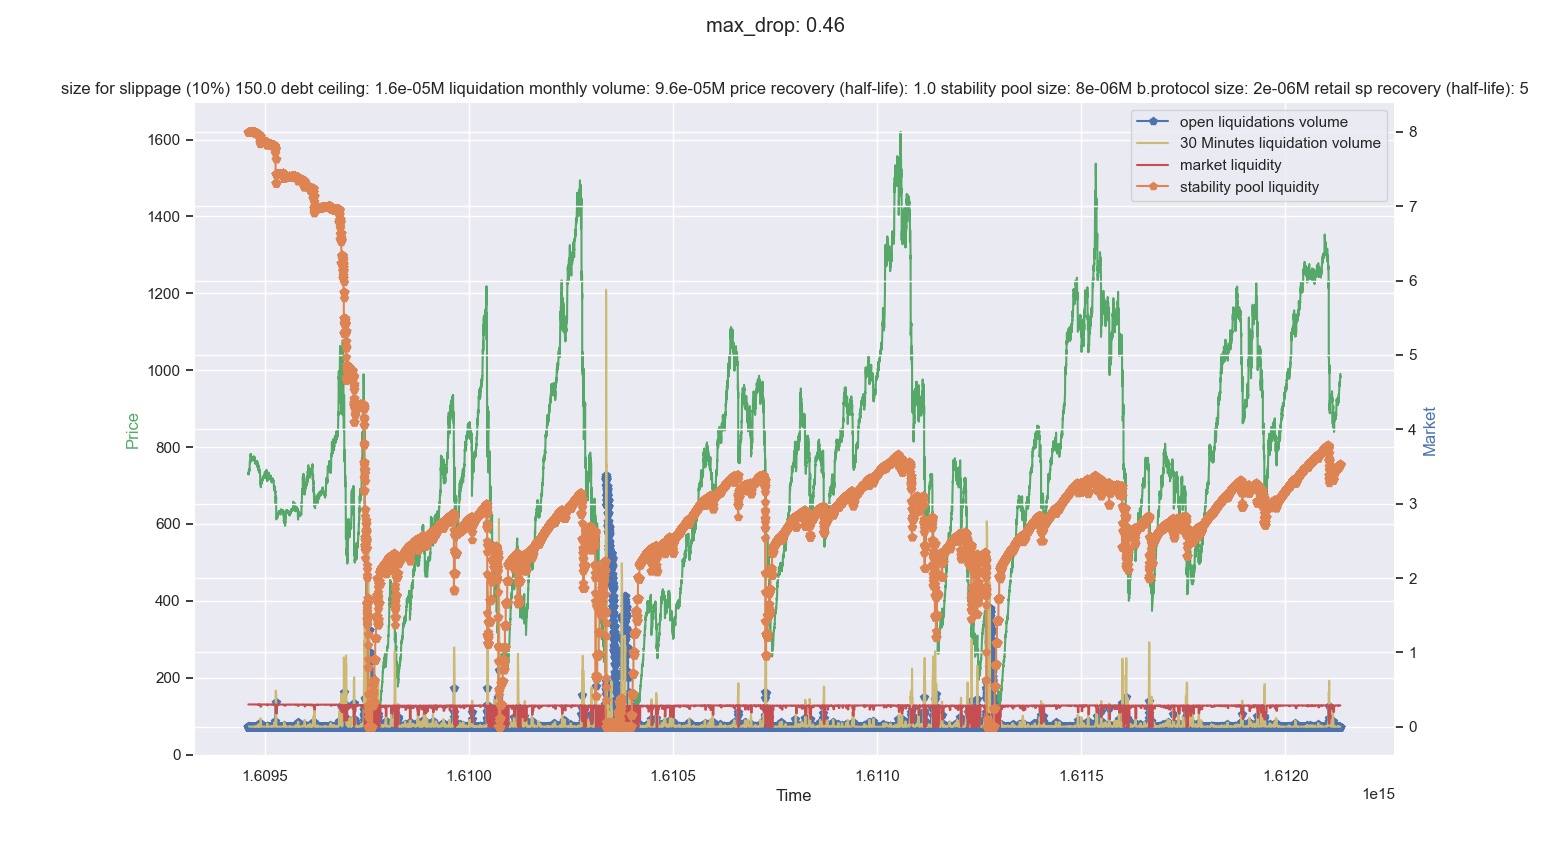 max_drop: 0.46
size for slippage (10%) 150.0 debt ceiling: 1.6e-05M liquidation monthly volume: 9.6e-05M price recovery (half-life): 1.0 stability pool size: 8e-06M b.protocol size: 2e-06M retail sp recovery (half-life): 5
open liquidations volume
30 Minutes liquidation volume
market liquidity
stability pool liquidity
1600
1400
1200
1000
800
600
400
200
0
Price
8
7
6
5
4
3
2
1
0
Market
1.6095 1.6100 1.6105 1.6110 1.6115 1.6120
Time
1e15